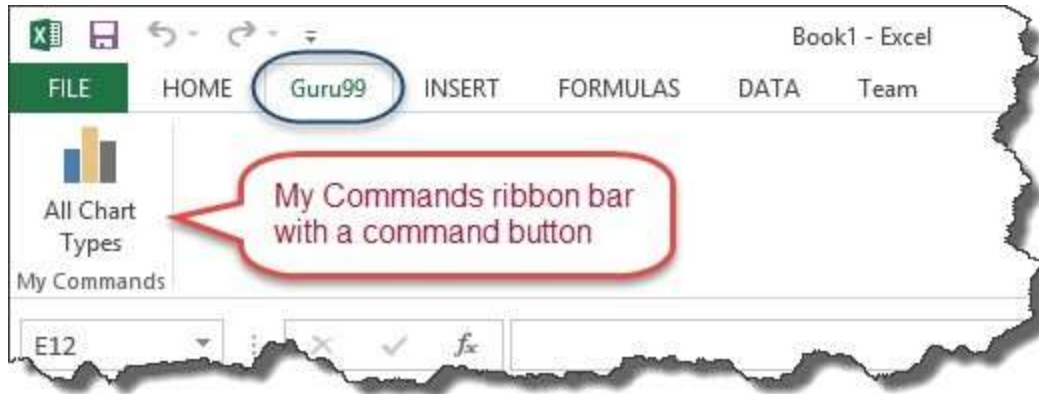 Book1 - Excel
FILE HOME Guru99 INSERT FORMULAS DATA Team
All Chart
Types
My Commands ribbon bar
with a command button
My Commands
E12 fx